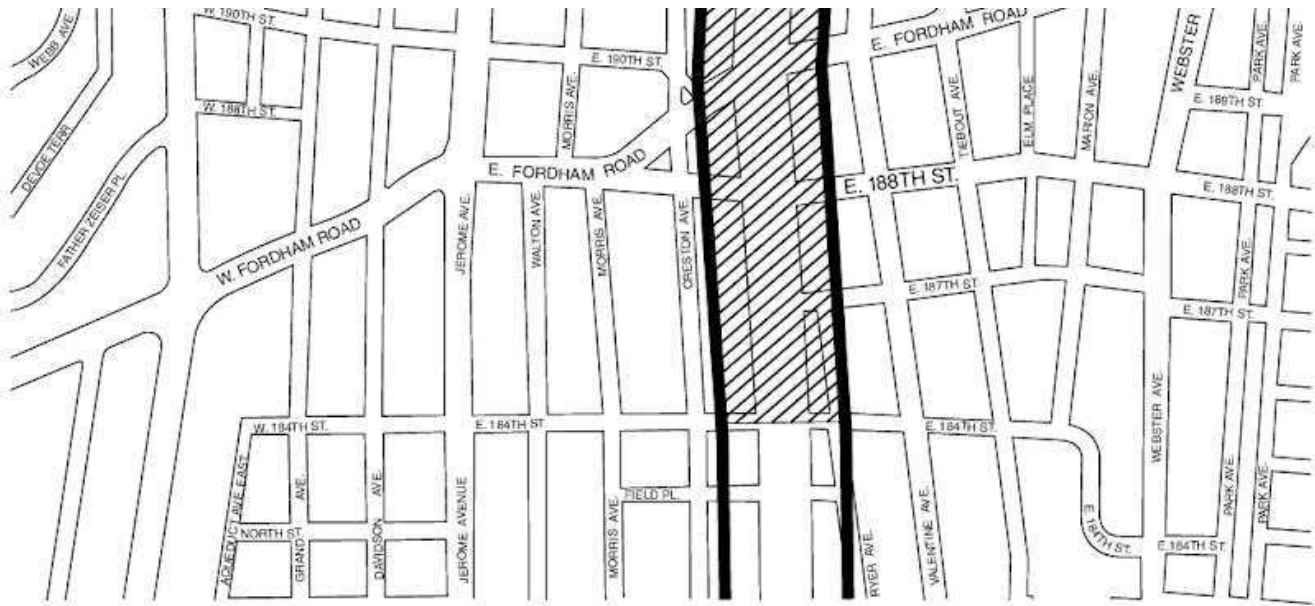 W. 190TH ST.
E. FORDHAM ROAD
WEBB AVE.
E. 190TH ST.
WEBSTER
PARK AVE.
PARK AVE.
DEVOE TERR
W. 188TH ST.
MORRIS AVE.
TIEBOUT AVE.
ELM PLACE
MARION AVE.
E. 189TH ST.
FATHER ZEISER PL.
E. FORDHAM ROAD
E. 188TH ST.
E. 188TH ST.
W. FORDHAM ROAD
JEROME AVE.
WALTON AVE.
MORRIS AVE.
CRESTON AVE.
PARK AVE.
E. 187TH ST.
E. 187TH ST.
W. 184TH ST.
E. 184TH ST.
E. 184TH ST.
WEBSTER AVE.
AQUEDUCT AVE EAST
GRAND AVE.
DAVIDSON AVE.
JEROME AVENUE
MORRIS AVE.
FIELD PL.
RYER AVE.
VALENTINE AVE.
PARK AVE.
PARK AVE.
NORTH ST.
E. 184TH ST.
E. 184TH ST.